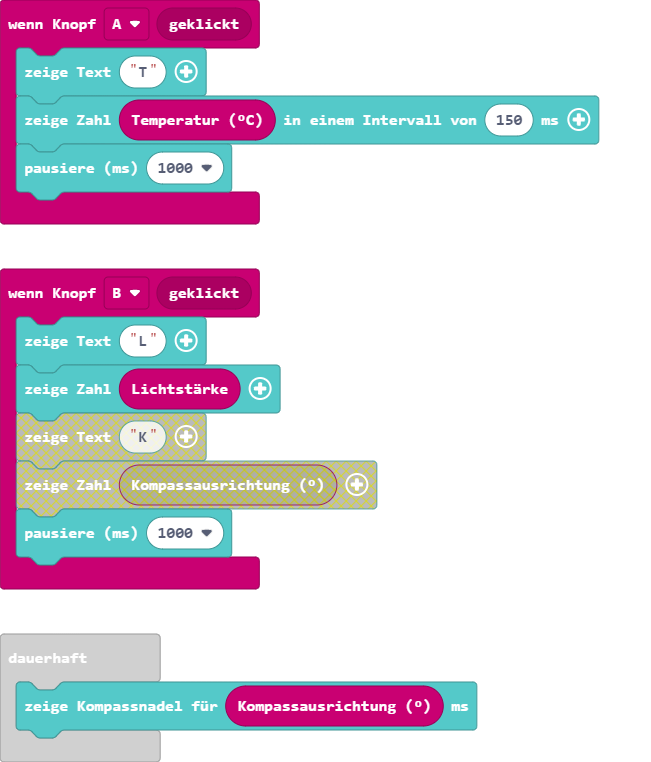 wenn Knopf A geklickt
zeige Text "T"
zeige Zahl Temperatur (ºC) in einem Intervall von 150 ms
pausiere (ms) 1000
wenn Knopf B geklickt
zeige Text "L"
zeige Zahl Lichtstärke
zeige Text "K"
zeige Zahl Kompassausrichtung (º)
pausiere (ms) 1000
dauerhaft
zeige Kompassnadel für Kompassausrichtung (º) ms